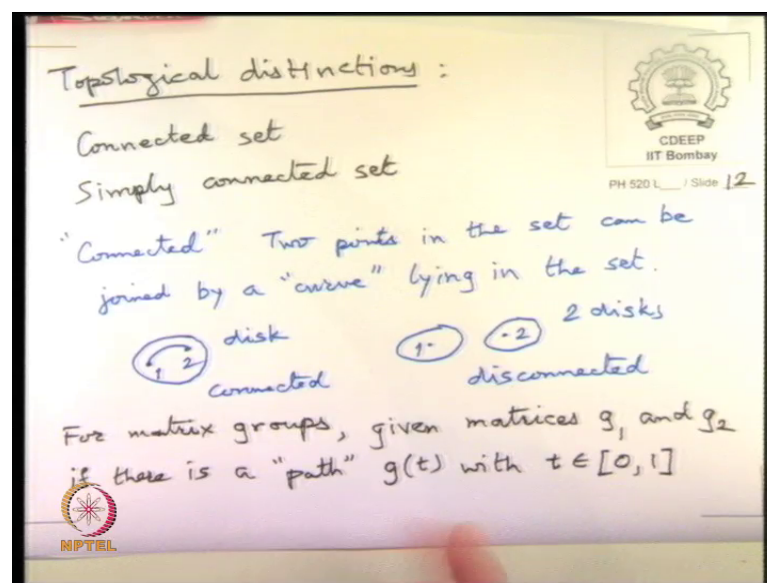 Topological distinctions :
CDEEP
IIT Bombay
PH 520 L___ / Slide 12
Connected set
Simply connected set
"Connected" Two points in the set can be
joined by a "curve" lying in the set.
1 2 disk
connected
1. .2 2 disks
disconnected
For matrix groups, given matrices g₁ and g₂
if there is a "path" g(t) with t ∈ [0, 1]
NPTEL